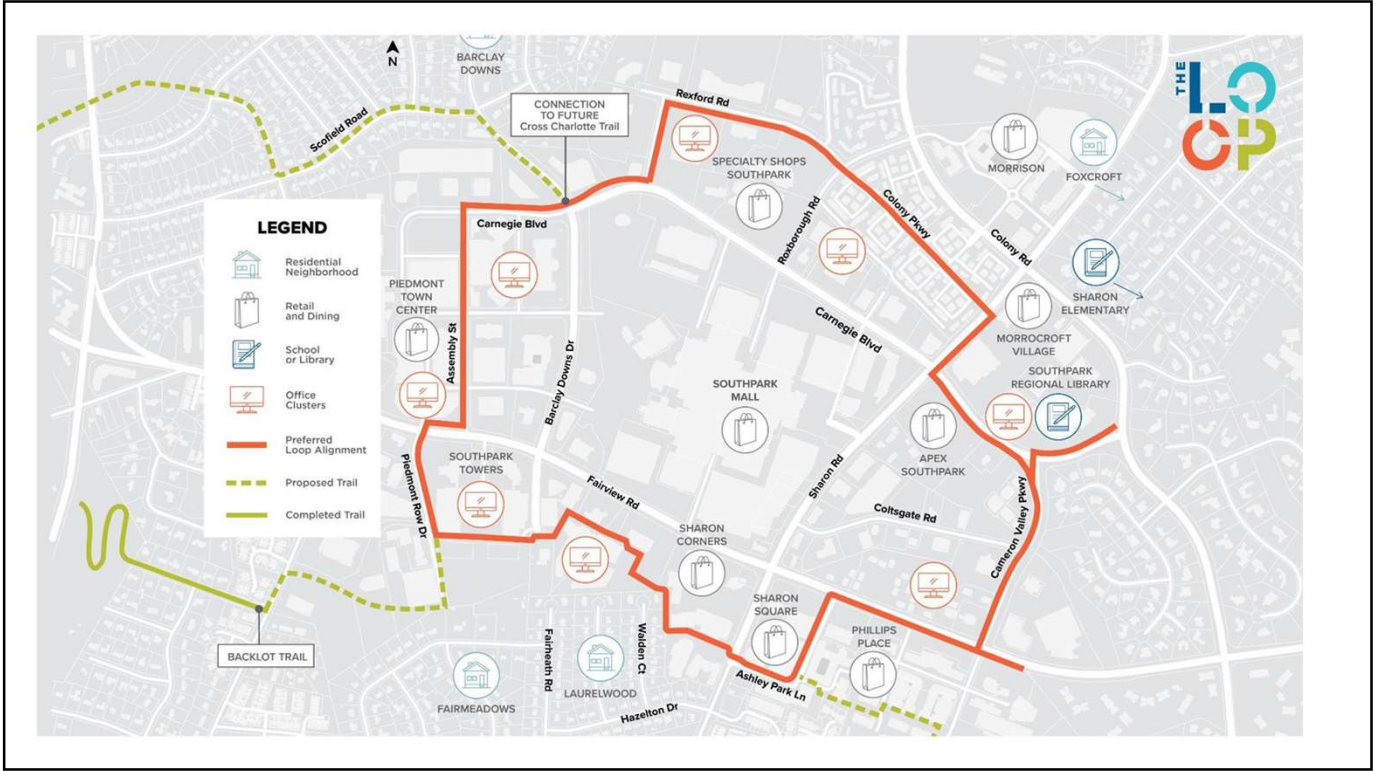 N
BARCLAY
DOWNS
THE
LOOP
Rexford Rd
CONNECTION
TO FUTURE
Cross Charlotte Trail
Scofield Road
SPECIALTY SHOPS
SOUTHPARK
MORRISON
FOXCROFT
Colony Pkwy
Roxborough Rd
Colony Rd
Carnegie Blvd
LEGEND
Residential
Neighborhood
Retail
and Dining
School
or Library
Office
Clusters
Preferred
Loop Alignment
Proposed Trail
Completed Trail
PIEDMONT
TOWN
CENTER
Assembly St
Barclay Downs Dr
Carnegie Blvd
SHARON
ELEMENTARY
MORROCROFT
VILLAGE
SOUTHPARK
REGIONAL LIBRARY
SOUTHPARK
MALL
APEX
SOUTHPARK
Piedmont Row Dr
SOUTHPARK
TOWERS
Fairview Rd
Sharon Rd
Coltsgate Rd
Cameron Valley Pkwy
SHARON
CORNERS
SHARON
SQUARE
PHILLIPS
PLACE
BACKLOT TRAIL
FAIRMEADOWS
Fairheath Rd
LAURELWOOD
Walden Ct
Ashley Park Ln
Hazelton Dr